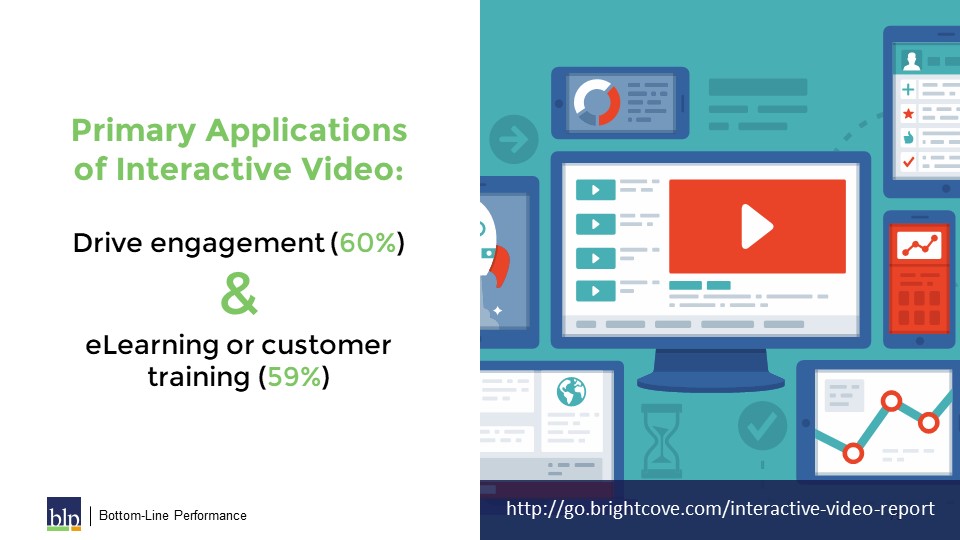 Primary Applications
of Interactive Video:
Drive engagement (60%)
&
eLearning or customer
training (59%)
blp
Bottom-Line Performance
http://go.brightcove.com/interactive-video-report